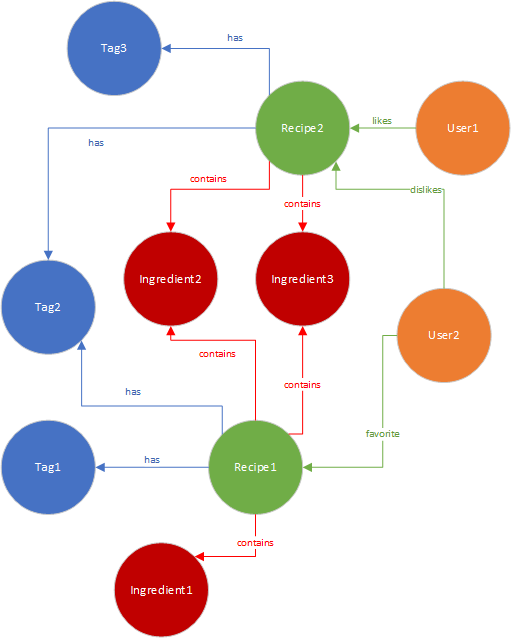 has
Tag3
likes
Recipe2
User1
has
contains
dislikes
contains
Ingredient2
Ingredient3
Tag2
User2
contains
contains
has
favorite
has
Tag1
Recipe1
contains
Ingredient1